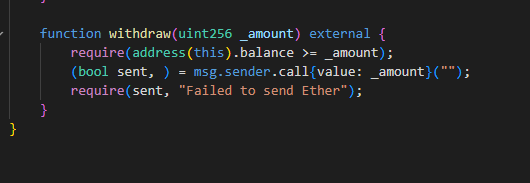 function withdraw(uint256 _amount) external {
require(address(this).balance >= _amount);
(bool sent, ) = msg.sender.call{value: _amount}("");
require(sent, "Failed to send Ether");
}
}